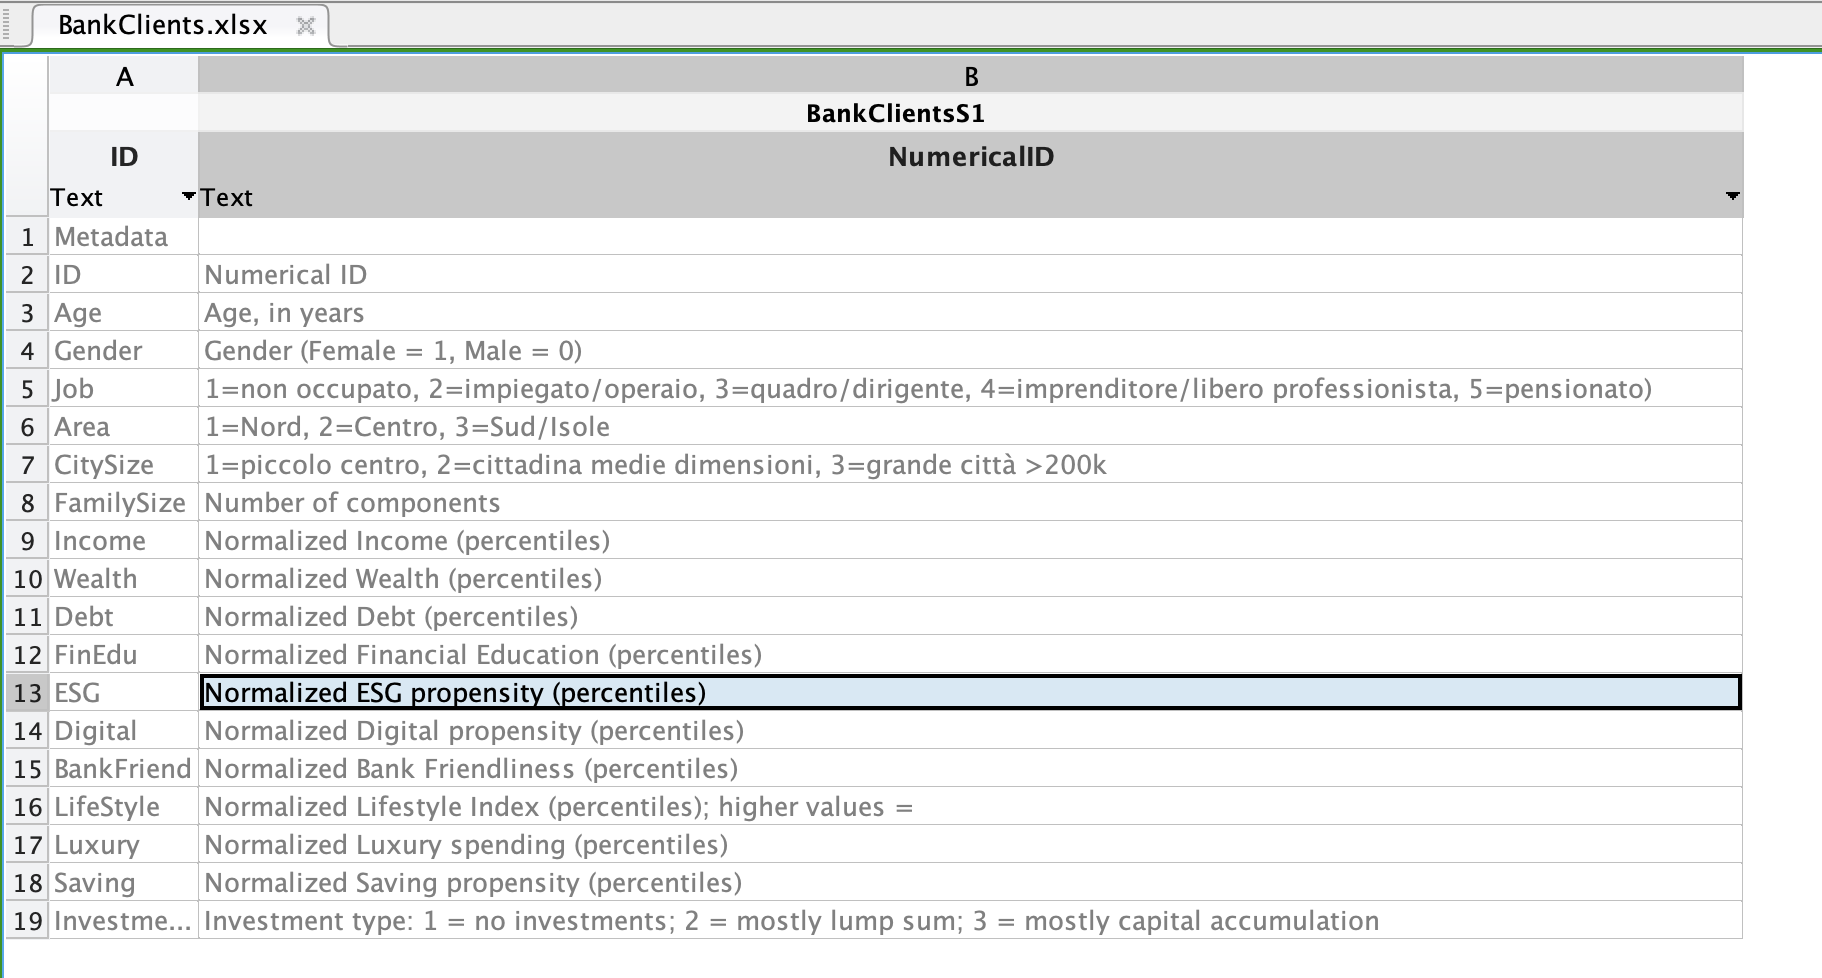 BankClients.xlsx
A B
BankClientsS1
ID NumericalID
Text Text
1 Metadata
2 ID Numerical ID
3 Age Age, in years
4 Gender Gender (Female = 1, Male = 0)
5 Job 1=non occupato, 2=impiegato/operaio, 3=quadro/dirigente, 4=imprenditore/libero professionista, 5=pensionato)
6 Area 1=Nord, 2=Centro, 3=Sud/Isole
7 CitySize 1=piccolo centro, 2=cittadina medie dimensioni, 3=grande città >200k
8 FamilySize Number of components
9 Income Normalized Income (percentiles)
10 Wealth Normalized Wealth (percentiles)
11 Debt Normalized Debt (percentiles)
12 FinEdu Normalized Financial Education (percentiles)
13 ESG Normalized ESG propensity (percentiles)
14 Digital Normalized Digital propensity (percentiles)
15 BankFriend Normalized Bank Friendliness (percentiles)
16 LifeStyle Normalized Lifestyle Index (percentiles); higher values =
17 Luxury Normalized Luxury spending (percentiles)
18 Saving Normalized Saving propensity (percentiles)
19 Investme... Investment type: 1 = no investments; 2 = mostly lump sum; 3 = mostly capital accumulation